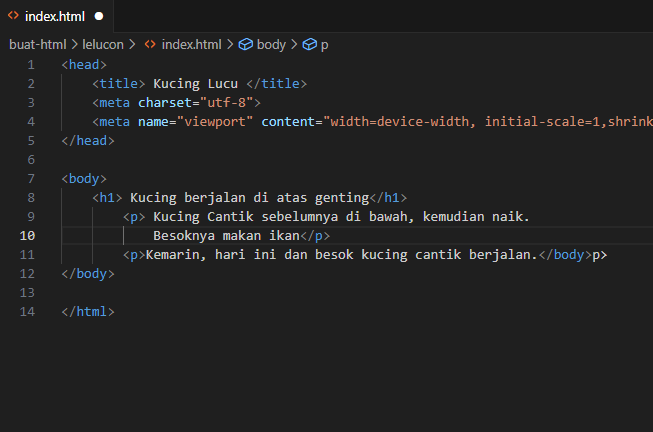 index.html
buat-html > lelucon > index.html > body > p
1 <head>
2 <title> Kucing Lucu </title>
3 <meta charset="utf-8">
4 <meta name="viewport" content="width=device-width, initial-scale=1,shrink
5 </head>
6
7 <body>
8 <h1> Kucing berjalan di atas genting</h1>
9 <p> Kucing Cantik sebelumnya di bawah, kemudian naik.
10 Besoknya makan ikan</p>
11 <p>Kemarin, hari ini dan besok kucing cantik berjalan.</body>p>
12 </body>
13
14 </html>